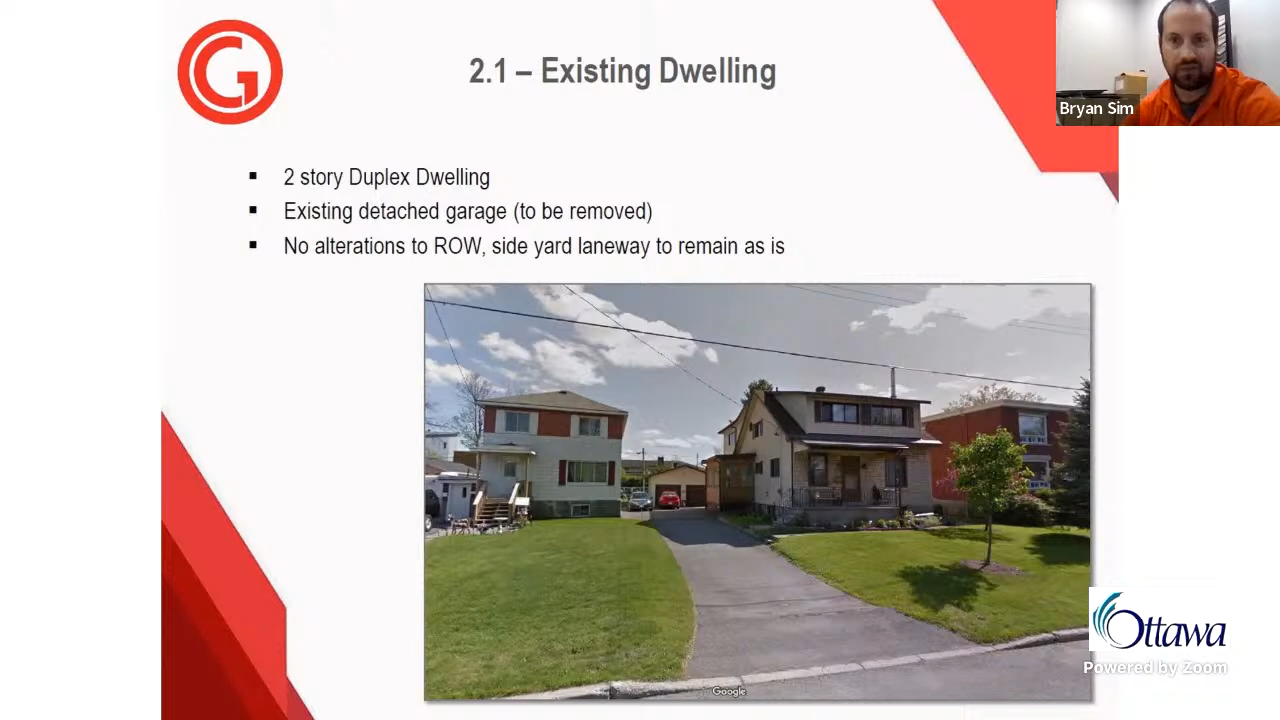 2.1 – Existing Dwelling
Bryan Sim
▪ 2 story Duplex Dwelling
▪ Existing detached garage (to be removed)
▪ No alterations to ROW, side yard laneway to remain as is
Ottawa
Powered by Zoom
Google